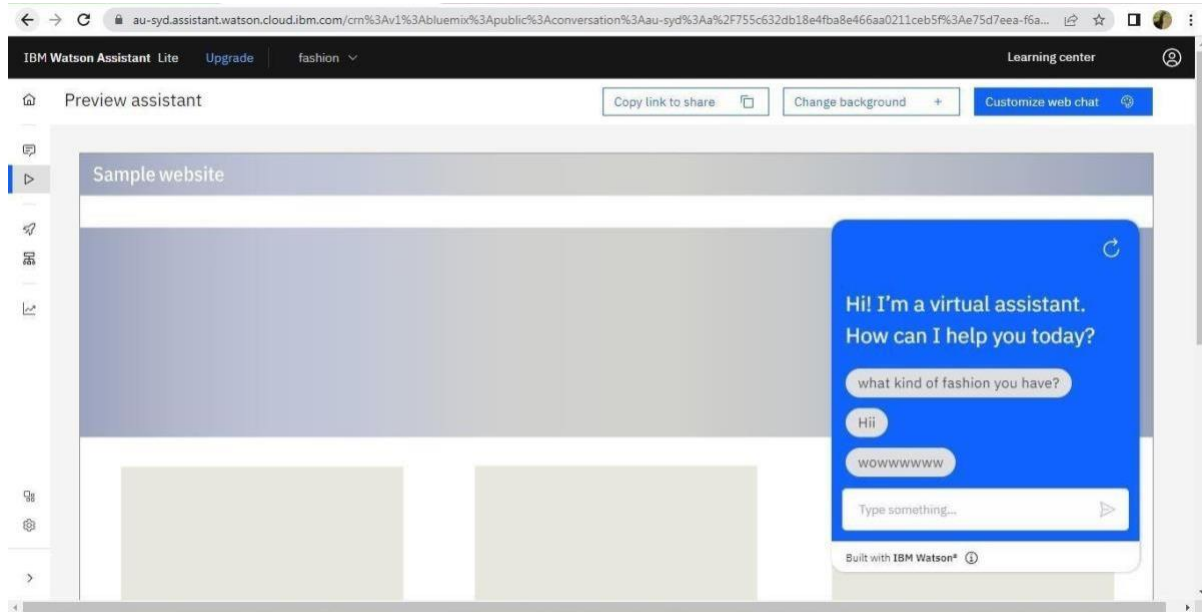 au-syd.assistant.watson.cloud.ibm.com/crn%3Av1%3Abluemix%3Apublic%3Aconversation%3Aau-syd%3Aa%2F755c632db18e4fba8e466aa0211ceb5f%3Ae75d7eea-f6a...
IBM Watson Assistant Lite Upgrade fashion Learning center
Preview assistant Copy link to share Change background + Customize web chat
Sample website
Hi! I'm a virtual assistant.
How can I help you today?
what kind of fashion you have?
Hii
wowwwwww
Type something...
Built with IBM Watson®